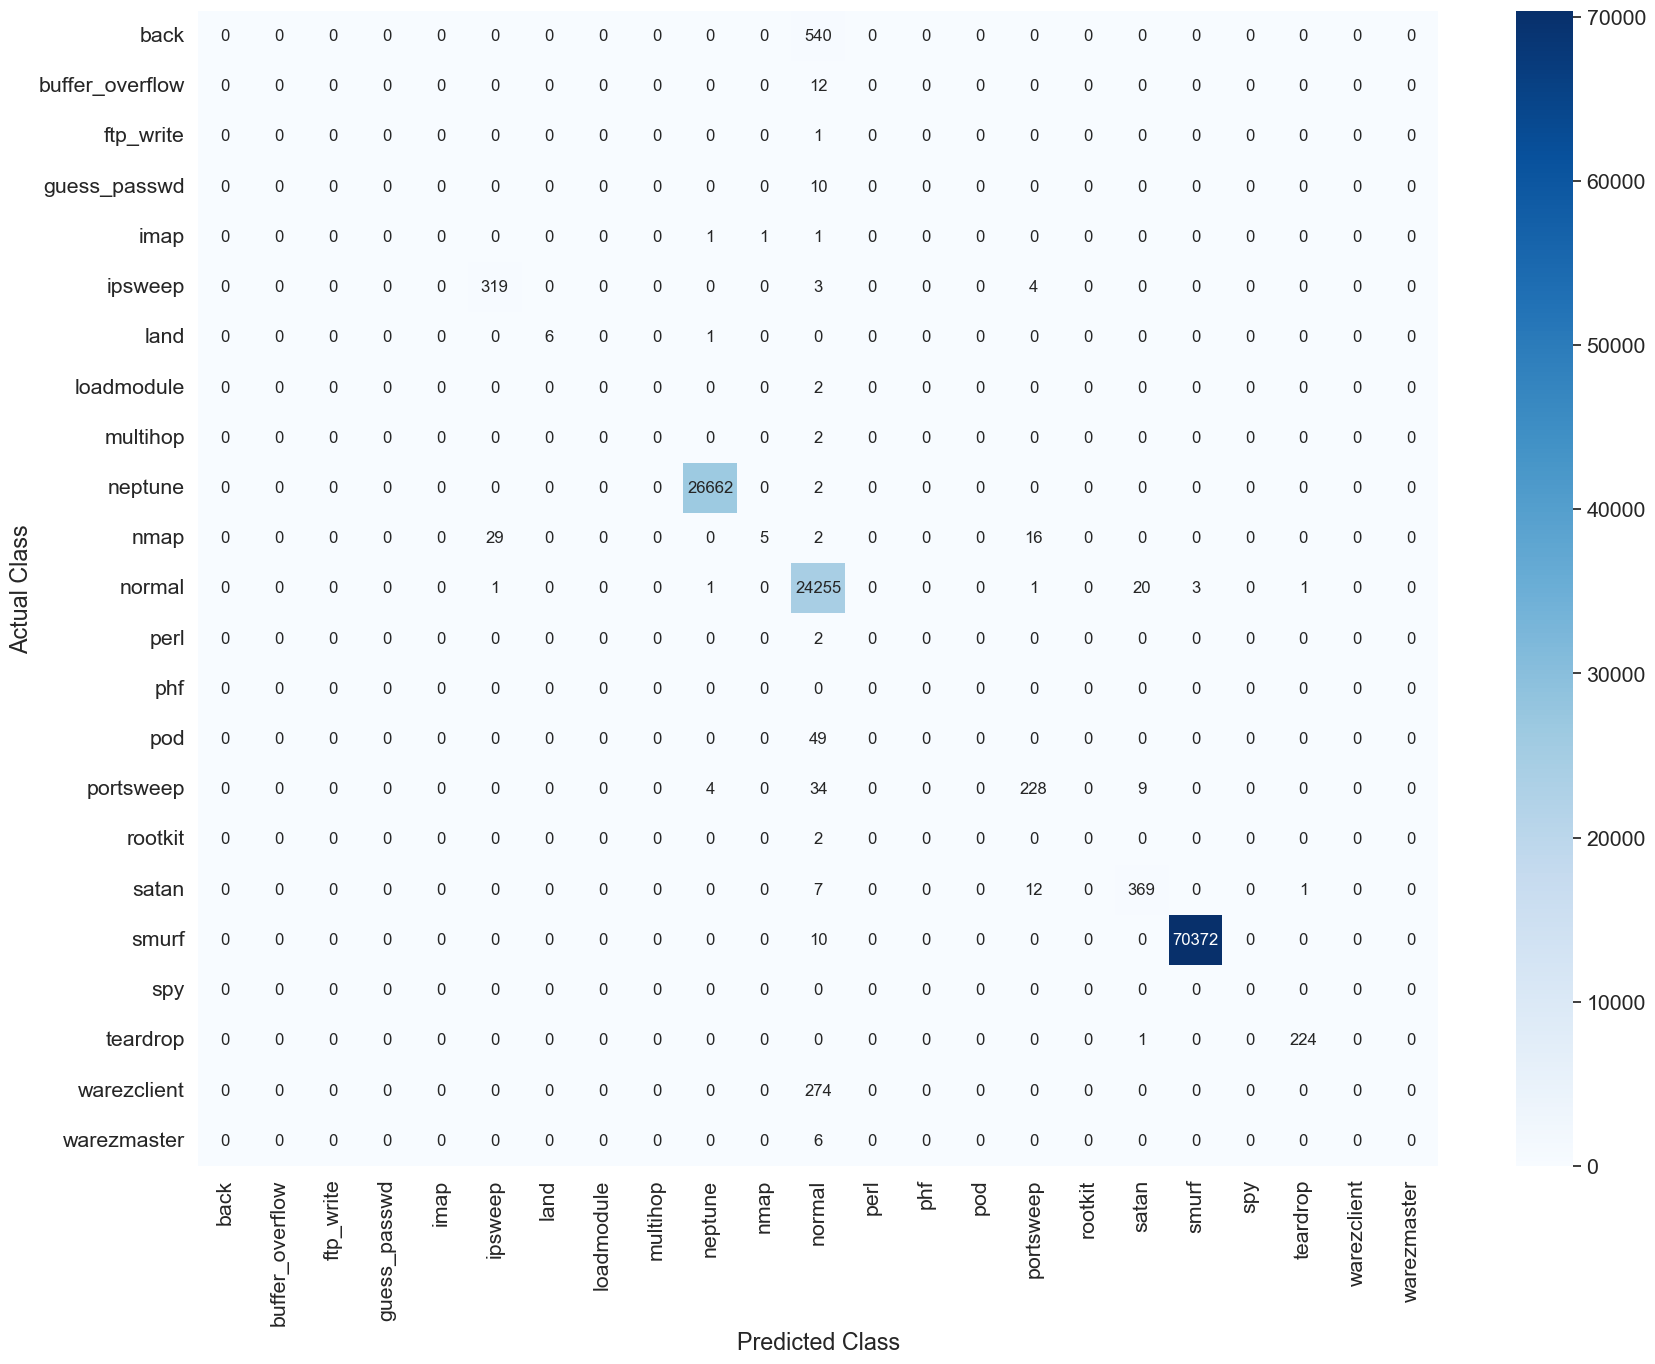 back 0 0 0 0 0 0 0 0 0 0 0 540 0 0 0 0 0 0 0 0 0 0 0
buffer_overflow 0 0 0 0 0 0 0 0 0 0 0 12 0 0 0 0 0 0 0 0 0 0 0
ftp_write 0 0 0 0 0 0 0 0 0 0 0 1 0 0 0 0 0 0 0 0 0 0 0
guess_passwd 0 0 0 0 0 0 0 0 0 0 0 10 0 0 0 0 0 0 0 0 0 0 0
imap 0 0 0 0 0 0 0 0 0 1 1 1 0 0 0 0 0 0 0 0 0 0 0
ipsweep 0 0 0 0 0 319 0 0 0 0 0 3 0 0 0 4 0 0 0 0 0 0 0
land 0 0 0 0 0 0 6 0 0 1 0 0 0 0 0 0 0 0 0 0 0 0 0
loadmodule 0 0 0 0 0 0 0 0 0 0 0 2 0 0 0 0 0 0 0 0 0 0 0
multihop 0 0 0 0 0 0 0 0 0 0 0 2 0 0 0 0 0 0 0 0 0 0 0
neptune 0 0 0 0 0 0 0 0 0 26662 0 2 0 0 0 0 0 0 0 0 0 0 0
nmap 0 0 0 0 0 29 0 0 0 0 5 2 0 0 0 16 0 0 0 0 0 0 0
normal 0 0 0 0 0 1 0 0 0 1 0 24255 0 0 0 1 0 20 3 0 1 0 0
perl 0 0 0 0 0 0 0 0 0 0 0 2 0 0 0 0 0 0 0 0 0 0 0
phf 0 0 0 0 0 0 0 0 0 0 0 0 0 0 0 0 0 0 0 0 0 0 0
pod 0 0 0 0 0 0 0 0 0 0 0 49 0 0 0 0 0 0 0 0 0 0 0
portsweep 0 0 0 0 0 0 0 0 0 4 0 34 0 0 0 228 0 9 0 0 0 0 0
rootkit 0 0 0 0 0 0 0 0 0 0 0 2 0 0 0 0 0 0 0 0 0 0 0
satan 0 0 0 0 0 0 0 0 0 0 0 7 0 0 0 12 0 369 0 0 1 0 0
smurf 0 0 0 0 0 0 0 0 0 0 0 10 0 0 0 0 0 0 70372 0 0 0 0
spy 0 0 0 0 0 0 0 0 0 0 0 0 0 0 0 0 0 0 0 0 0 0 0
teardrop 0 0 0 0 0 0 0 0 0 0 0 0 0 0 0 0 0 1 0 0 224 0 0
warezclient 0 0 0 0 0 0 0 0 0 0 0 274 0 0 0 0 0 0 0 0 0 0 0
warezmaster 0 0 0 0 0 0 0 0 0 0 0 6 0 0 0 0 0 0 0 0 0 0 0
Actual Class
back
buffer_overflow
ftp_write
guess_passwd
imap
ipsweep
land
loadmodule
multihop
neptune
nmap
normal
perl
phf
pod
portsweep
rootkit
satan
smurf
spy
teardrop
warezclient
warezmaster
Predicted Class
70000
60000
50000
40000
30000
20000
10000
0